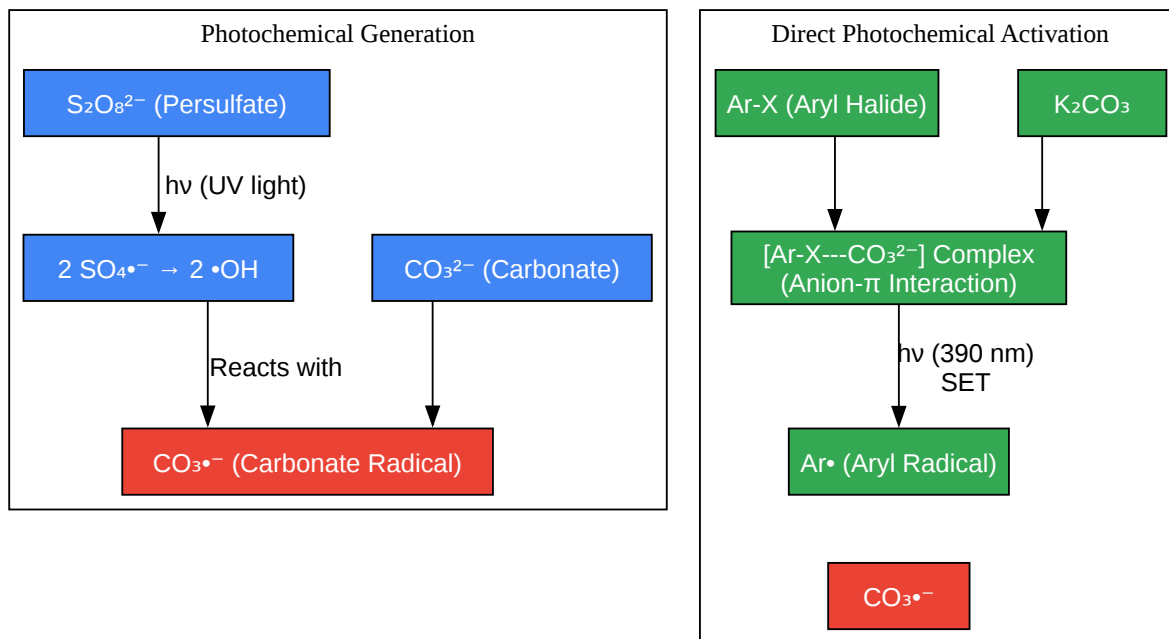 Photochemical Generation
S₂O₈²⁻ (Persulfate)
hν (UV light)
2 SO₄•⁻ → 2 •OH
CO₃²⁻ (Carbonate)
Reacts with
CO₃•⁻ (Carbonate Radical)
Direct Photochemical Activation
Ar-X (Aryl Halide)
K₂CO₃
[Ar-X---CO₃²⁻] Complex
(Anion-π Interaction)
hν (390 nm)
SET
Ar• (Aryl Radical)
CO₃•⁻